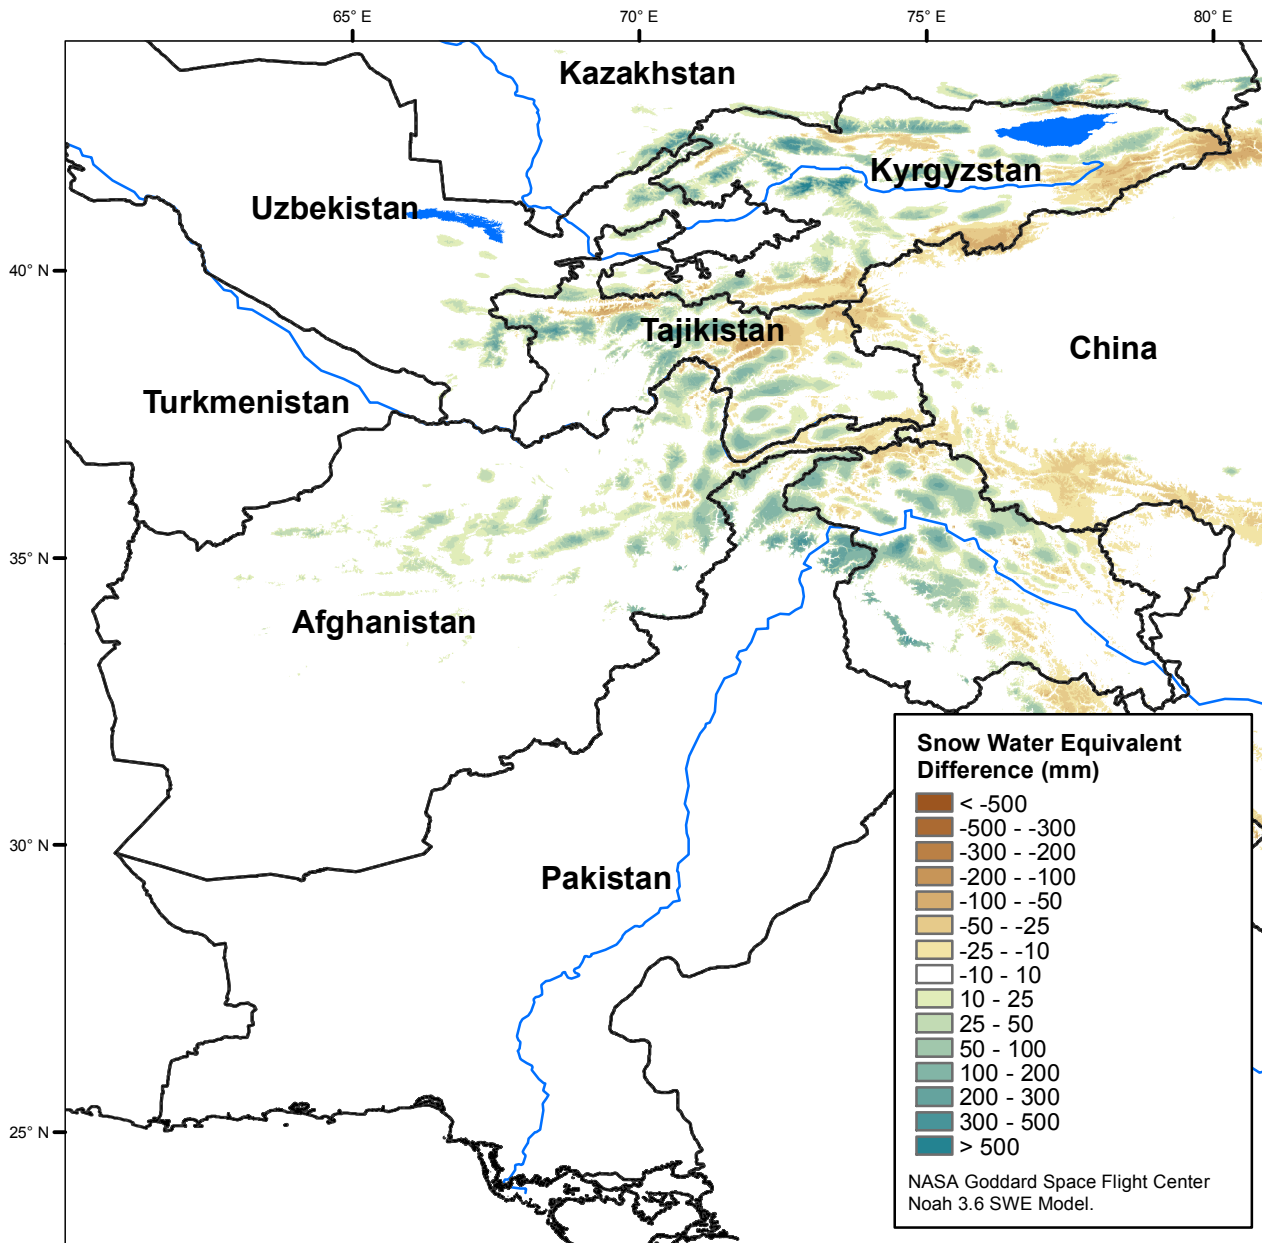 65° E
70° E
75° E
80° E
Kazakhstan
Kyrgyzstan
Uzbekistan
40° N
Tajikistan
China
Turkmenistan
35° N
Afghanistan
30° N
Pakistan
25° N
Snow Water Equivalent
Difference (mm)
< -500
-500 - -300
-300 - -200
-200 - -100
-100 - -50
-50 - -25
-25 - -10
-10 - 10
10 - 25
25 - 50
50 - 100
100 - 200
200 - 300
300 - 500
> 500
NASA Goddard Space Flight Center
Noah 3.6 SWE Model.